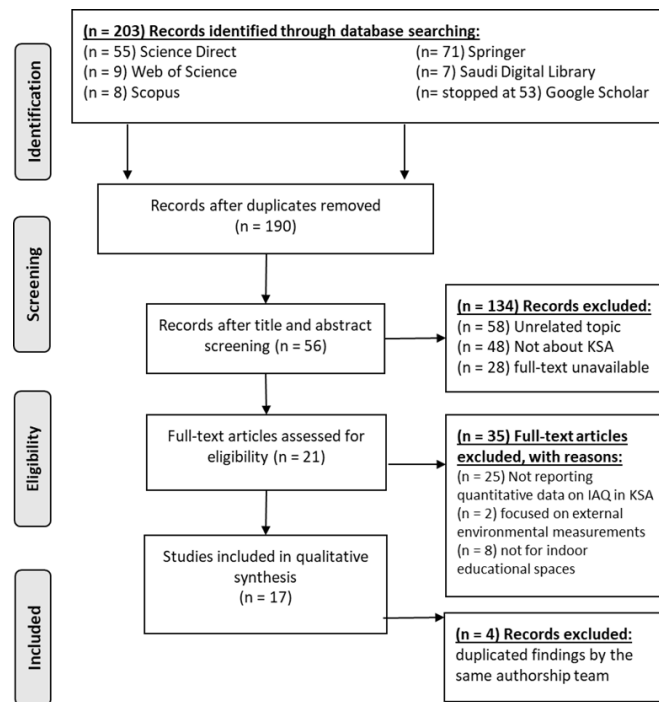 Identification
(n = 203) Records identified through database searching:
(n = 55) Science Direct
(n = 9) Web of Science
(n = 8) Scopus
(n= 71) Springer
(n= 7) Saudi Digital Library
(n= stopped at 53) Google Scholar
Records after duplicates removed
(n = 190)
Screening
Records after title and abstract
screening (n = 56)
(n = 134) Records excluded:
(n = 58) Unrelated topic
(n = 48) Not about KSA
(n = 28) full-text unavailable
Eligibility
Full-text articles assessed for
eligibility (n = 21)
(n = 35) Full-text articles
excluded, with reasons:
(n = 25) Not reporting
quantitative data on IAQ in KSA
(n = 2) focused on external
environmental measurements
(n = 8) not for indoor
educational spaces
Included
Studies included in qualitative
synthesis
(n = 17)
(n = 4) Records excluded:
duplicated findings by the
same authorship team